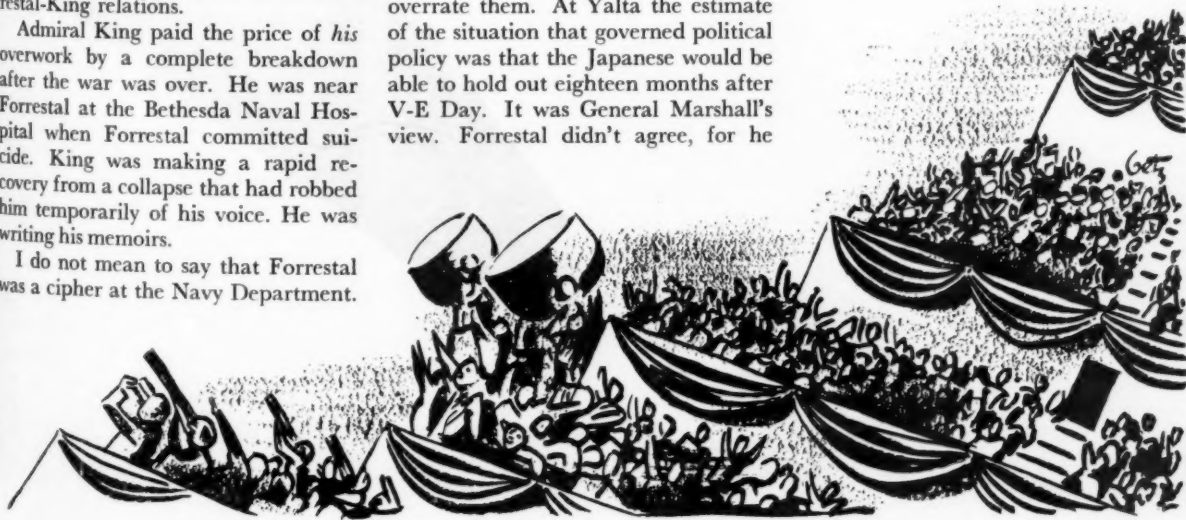 restal-King relations.
Admiral King paid the price of his
overwork by a complete breakdown
after the war was over. He was near
Forrestal at the Bethesda Naval Hos-
pital when Forrestal committed sui-
cide. King was making a rapid re-
covery from a collapse that had robbed
him temporarily of his voice. He was
writing his memoirs.
I do not mean to say that Forrestal
was a cipher at the Navy Department.
overrate them. At Yalta the estimate
of the situation that governed political
policy was that the Japanese would be
able to hold out eighteen months after
V-E Day. It was General Marshall's
view. Forrestal didn't agree, for he
Getz